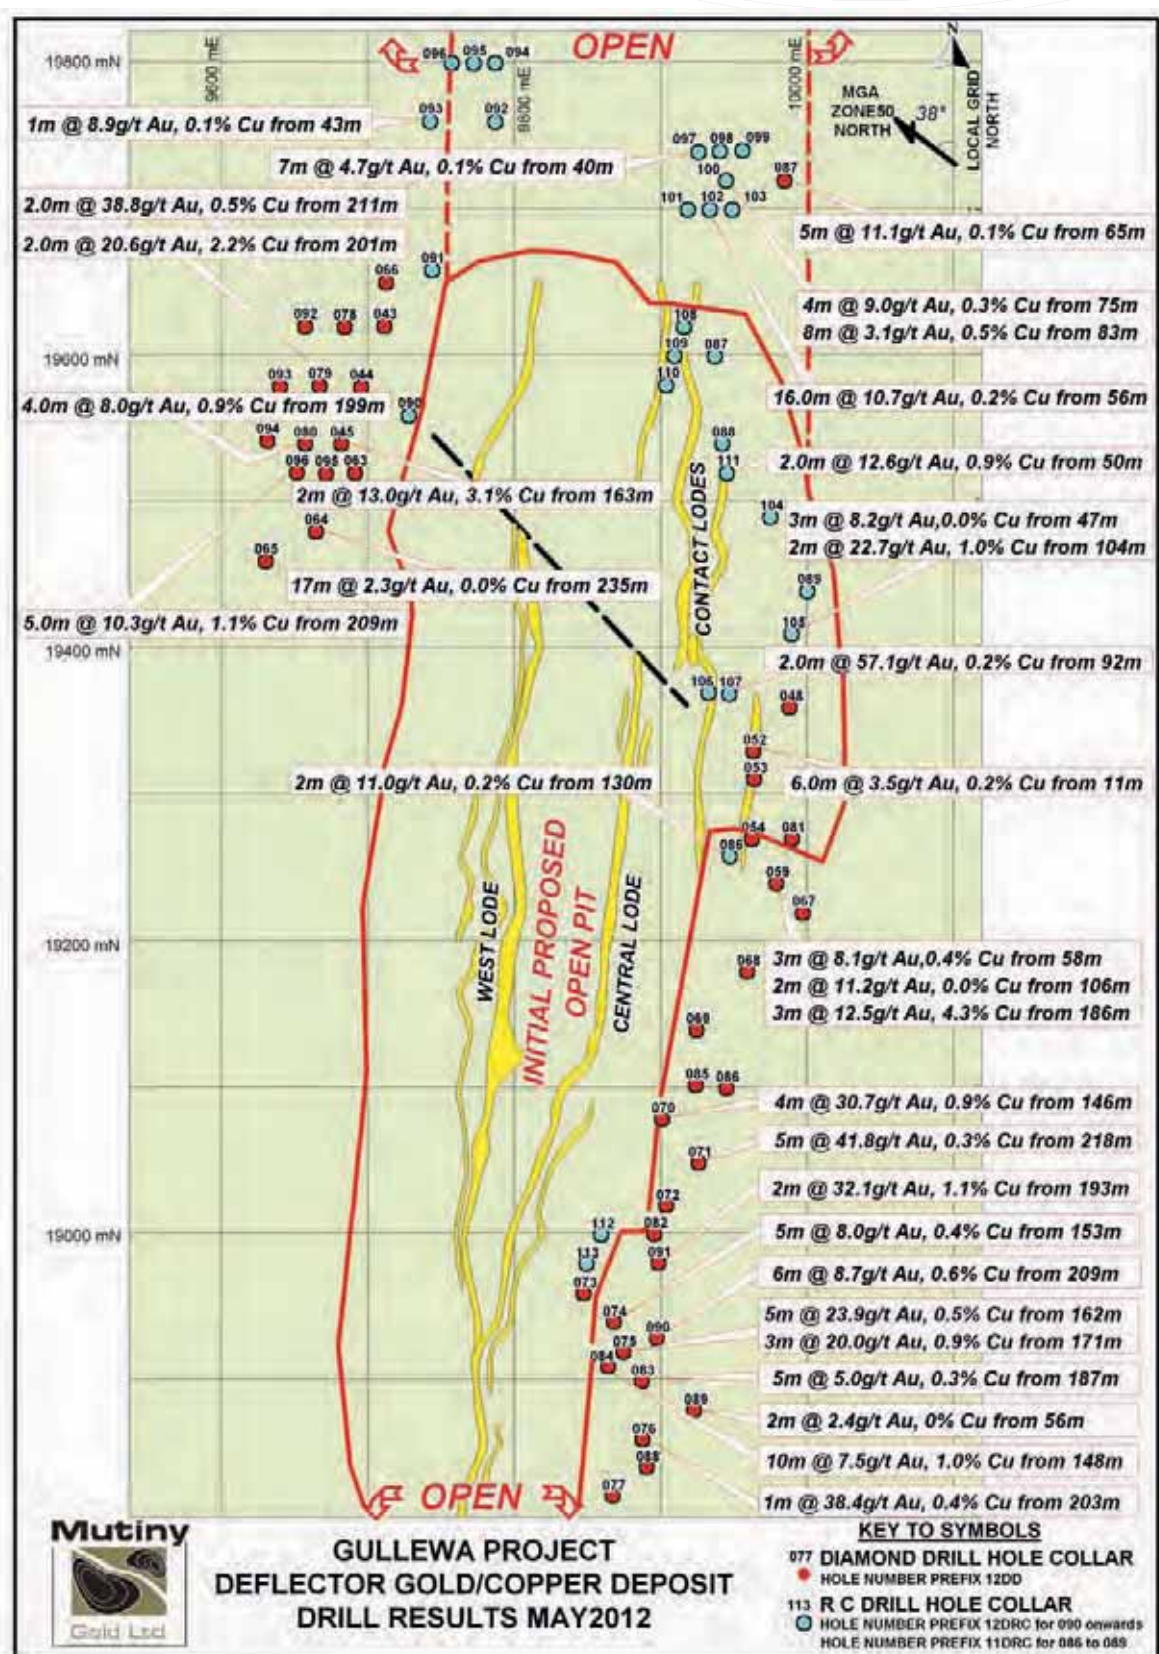 OPEN
19800 mN
9600 mE
9800 mE
10000 mE
N
LOCAL GRID
NORTH
MGA
ZONE50
NORTH
38°
096 095 094
093 092
1m @ 8.9g/t Au, 0.1% Cu from 43m
097 098 099
7m @ 4.7g/t Au, 0.1% Cu from 40m
100 087
101 102 103
2.0m @ 38.8g/t Au, 0.5% Cu from 211m
5m @ 11.1g/t Au, 0.1% Cu from 65m
2.0m @ 20.6g/t Au, 2.2% Cu from 201m
066 091
4m @ 9.0g/t Au, 0.3% Cu from 75m
8m @ 3.1g/t Au, 0.5% Cu from 83m
092 078 043
108
19600 mN
109 087
110
093 079 044
16.0m @ 10.7g/t Au, 0.2% Cu from 56m
4.0m @ 8.0g/t Au, 0.9% Cu from 199m
090
094 080 045
088
096 095 063
111
2.0m @ 12.6g/t Au, 0.9% Cu from 50m
2m @ 13.0g/t Au, 3.1% Cu from 163m
104
3m @ 8.2g/t Au,0.0% Cu from 47m
2m @ 22.7g/t Au, 1.0% Cu from 104m
064
065
CONTACT LODES
17m @ 2.3g/t Au, 0.0% Cu from 235m
089
5.0m @ 10.3g/t Au, 1.1% Cu from 209m
105
19400 mN
2.0m @ 57.1g/t Au, 0.2% Cu from 92m
106 107
048
052
053
2m @ 11.0g/t Au, 0.2% Cu from 130m
6.0m @ 3.5g/t Au, 0.2% Cu from 11m
054 081
086
059
067
WEST LODE
INITIAL PROPOSED
OPEN PIT
CENTRAL LODE
19200 mN
068
3m @ 8.1g/t Au,0.4% Cu from 58m
2m @ 11.2g/t Au, 0.0% Cu from 106m
3m @ 12.5g/t Au, 4.3% Cu from 186m
069
085 086
070
4m @ 30.7g/t Au, 0.9% Cu from 146m
071
5m @ 41.8g/t Au, 0.3% Cu from 218m
072
2m @ 32.1g/t Au, 1.1% Cu from 193m
19000 mN
112 082
5m @ 8.0g/t Au, 0.4% Cu from 153m
113 091
6m @ 8.7g/t Au, 0.6% Cu from 209m
073
074
5m @ 23.9g/t Au, 0.5% Cu from 162m
090
3m @ 20.0g/t Au, 0.9% Cu from 171m
075
084
083
5m @ 5.0g/t Au, 0.3% Cu from 187m
089
2m @ 2.4g/t Au, 0% Cu from 56m
076
10m @ 7.5g/t Au, 1.0% Cu from 148m
088
077
1m @ 38.4g/t Au, 0.4% Cu from 203m
OPEN
Mutiny
Gold Ltd
GULLEWA PROJECT
DEFLECTOR GOLD/COPPER DEPOSIT
DRILL RESULTS MAY2012
KEY TO SYMBOLS
077 DIAMOND DRILL HOLE COLLAR
HOLE NUMBER PREFIX 12DD
113 R C DRILL HOLE COLLAR
HOLE NUMBER PREFIX 12DRC for 090 onwards
HOLE NUMBER PREFIX 11DRC for 086 to 089